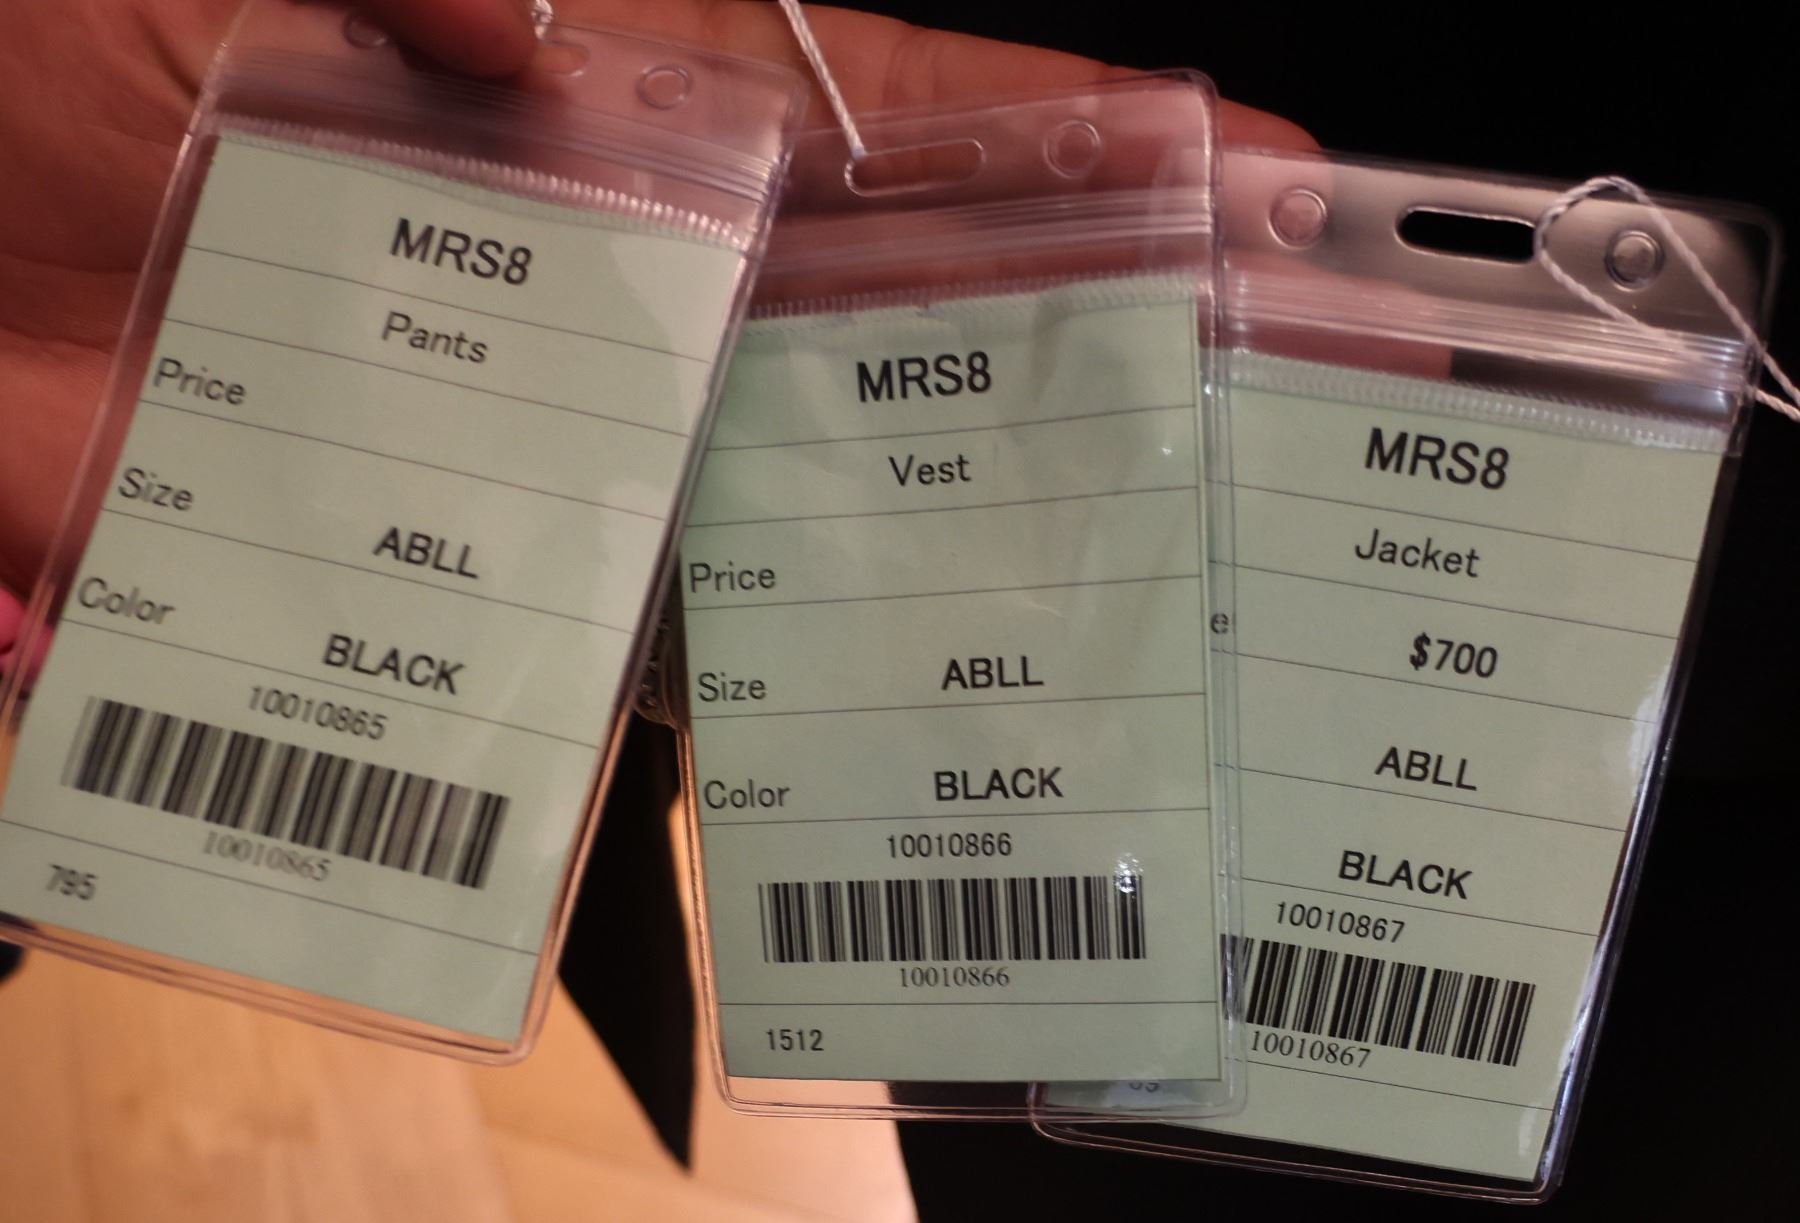 MRS8
Pants
Price
Size ABLL
Color BLACK
10010865
10010865
795
MRS8
Vest
Price
Size ABLL
Color BLACK
10010866
10010866
1512
MRS8
Jacket
$700
ABLL
BLACK
10010867
10010867